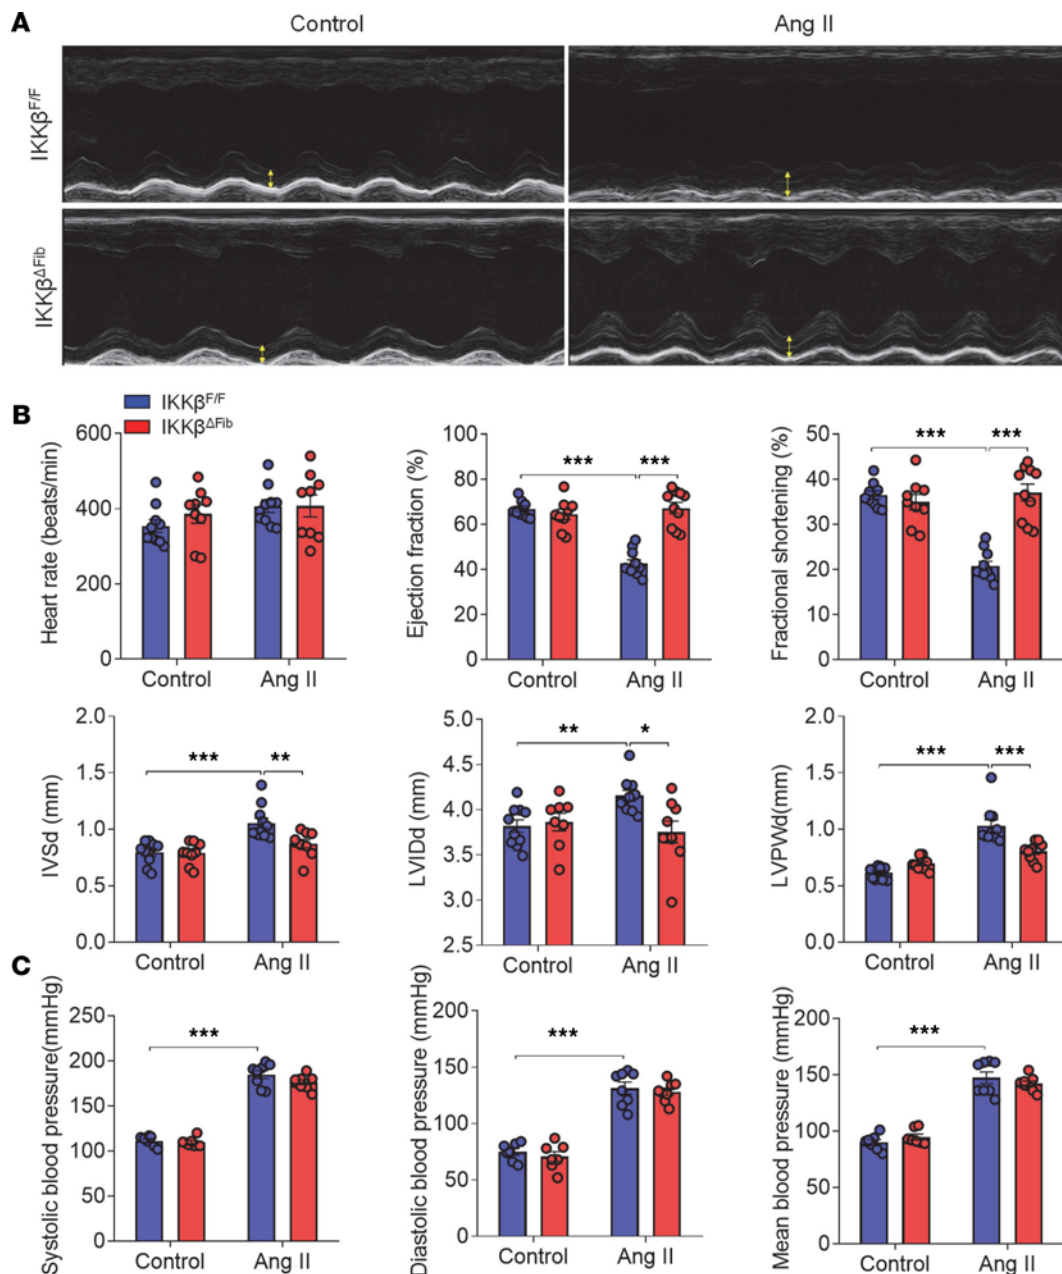 A
Control
Ang II
IKKβF/F
IKKβΔFib
B
IKKβF/F
IKKβΔFib
Heart rate (beats/min)
600
400
200
0
Control
Ang II
Ejection fraction (%)
100
80
60
40
20
0
***
***
Control
Ang II
Fractional shortening (%)
50
40
30
20
10
0
***
***
Control
Ang II
IVSd (mm)
2.0
1.5
1.0
0.5
0.0
***
**
Control
Ang II
LVIDd (mm)
5.0
4.5
4.0
3.5
3.0
2.5
**
*
Control
Ang II
LVPWd(mm)
2.0
1.5
1.0
0.5
0.0
***
***
Control
Ang II
C
Systolic blood pressure(mmHg)
250
200
150
100
50
0
***
Control
Ang II
Diastolic blood pressure (mmHg)
200
150
100
50
0
***
Control
Ang II
Mean blood pressure (mmHg)
200
150
100
50
0
***
Control
Ang II